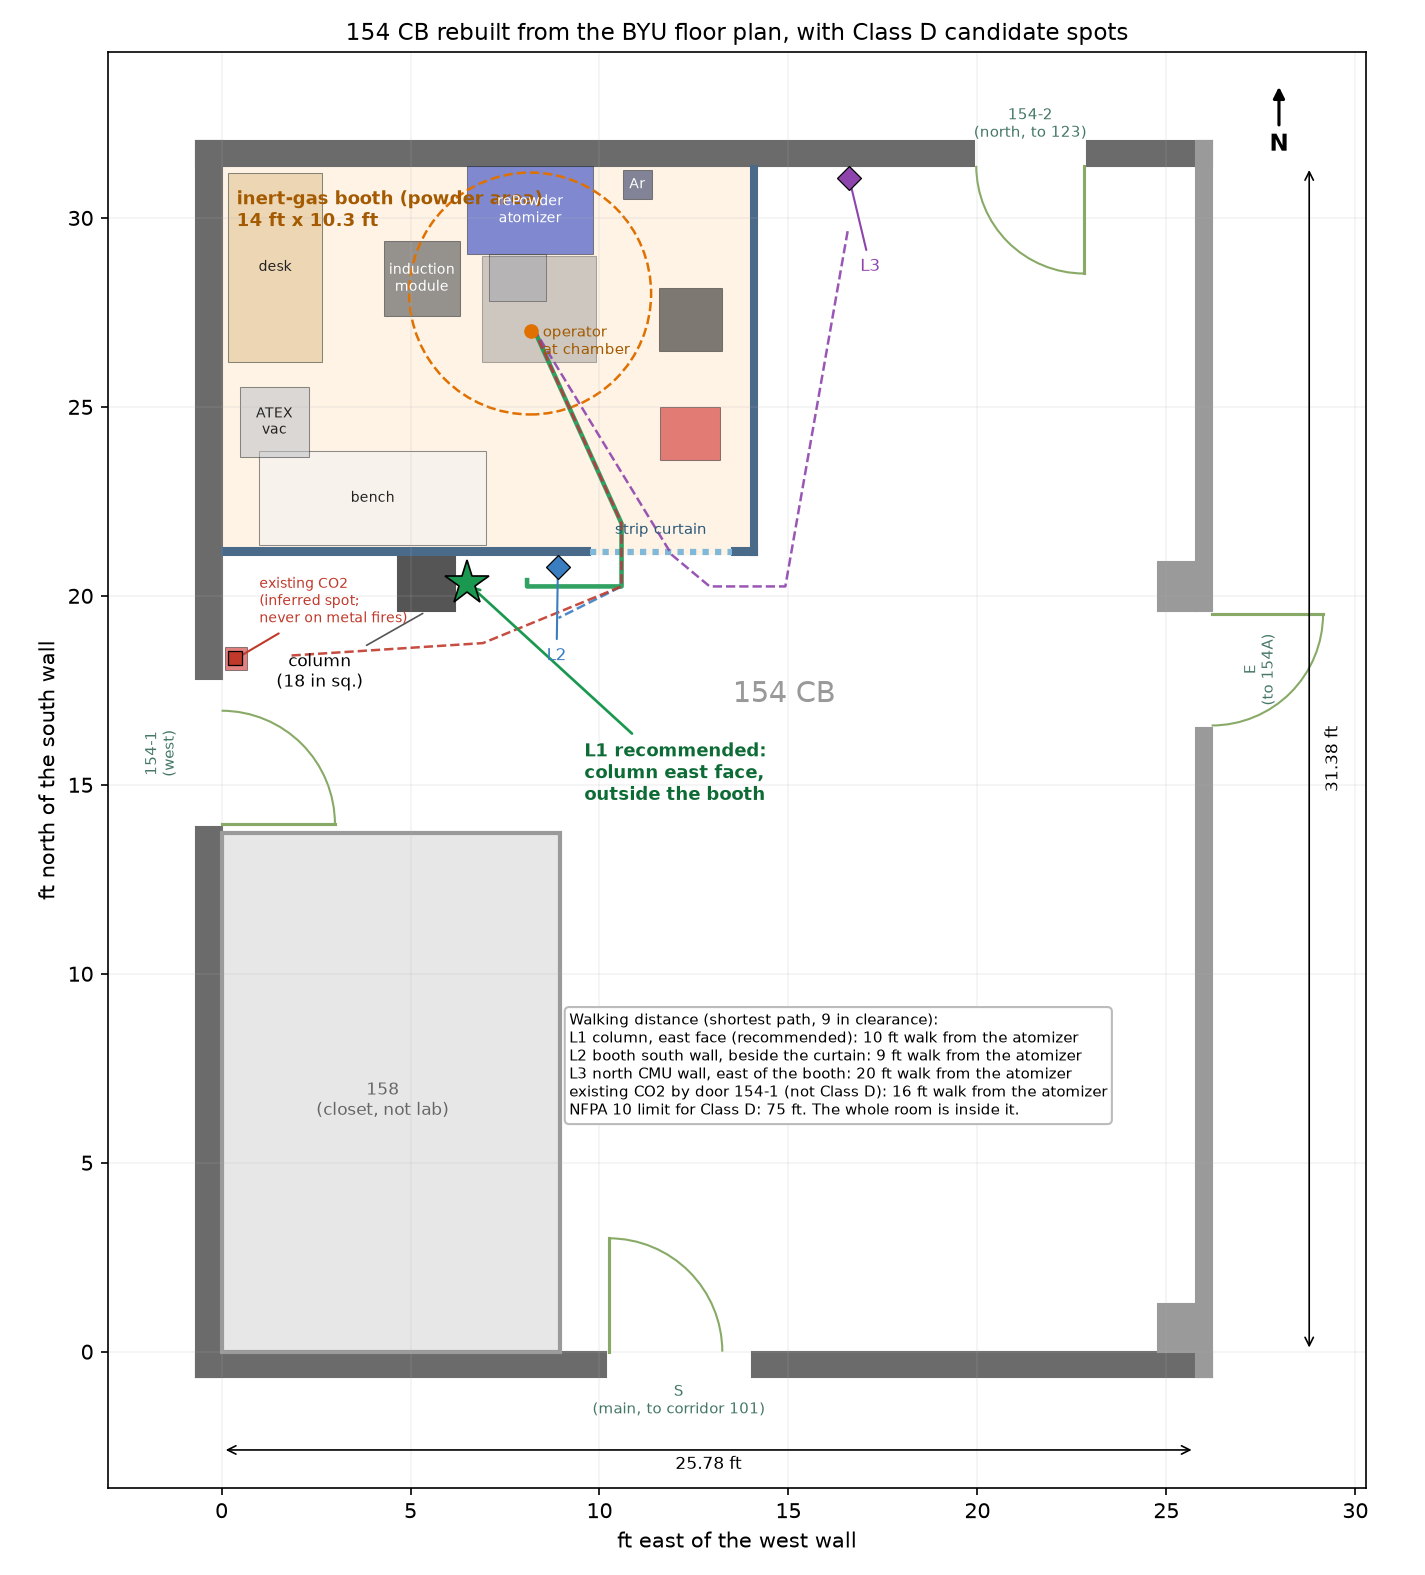 154 CB rebuilt from the BYU floor plan, with Class D candidate spots
154-2
(north, to 123)
N
inert-gas booth (powder area)
14 ft x 10.3 ft
rePowder
atomizer
Ar
desk
induction
module
L3
operator
at chamber
ATEX
vac
bench
strip curtain
existing CO2
(inferred spot;
never on metal fires)
column
(18 in sq.)
L2
154 CB
E
(to 154A)
154-1
(west)
L1 recommended:
column east face,
outside the booth
31.38 ft
Walking distance (shortest path, 9 in clearance):
L1 column, east face (recommended): 10 ft walk from the atomizer
L2 booth south wall, beside the curtain: 9 ft walk from the atomizer
L3 north CMU wall, east of the booth: 20 ft walk from the atomizer
existing CO2 by door 154-1 (not Class D): 16 ft walk from the atomizer
NFPA 10 limit for Class D: 75 ft. The whole room is inside it.
158
(closet, not lab)
S
(main, to corridor 101)
25.78 ft
30
25
20
15
10
5
0
ft north of the south wall
0 5 10 15 20 25 30
ft east of the west wall